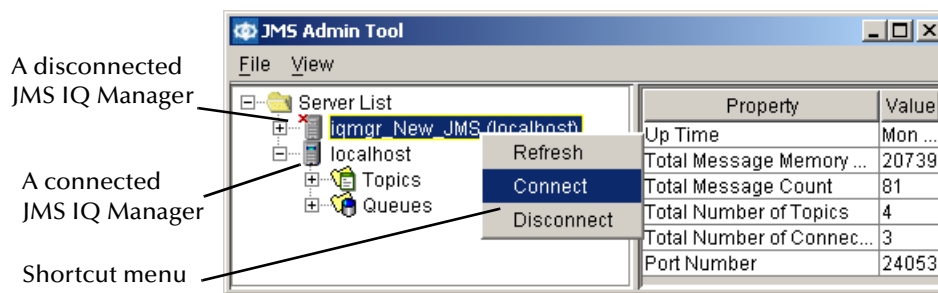 JMS Admin Tool
File View
A disconnected
JMS IQ Manager
Server List
iqmgr_New_JMS (localhost)
localhost
Topics
Queues
Refresh
Connect
Disconnect
A connected
JMS IQ Manager
Shortcut menu
Property Value
Up Time Mon ...
Total Message Memory ... 20739
Total Message Count 81
Total Number of Topics 4
Total Number of Connec... 3
Port Number 24053